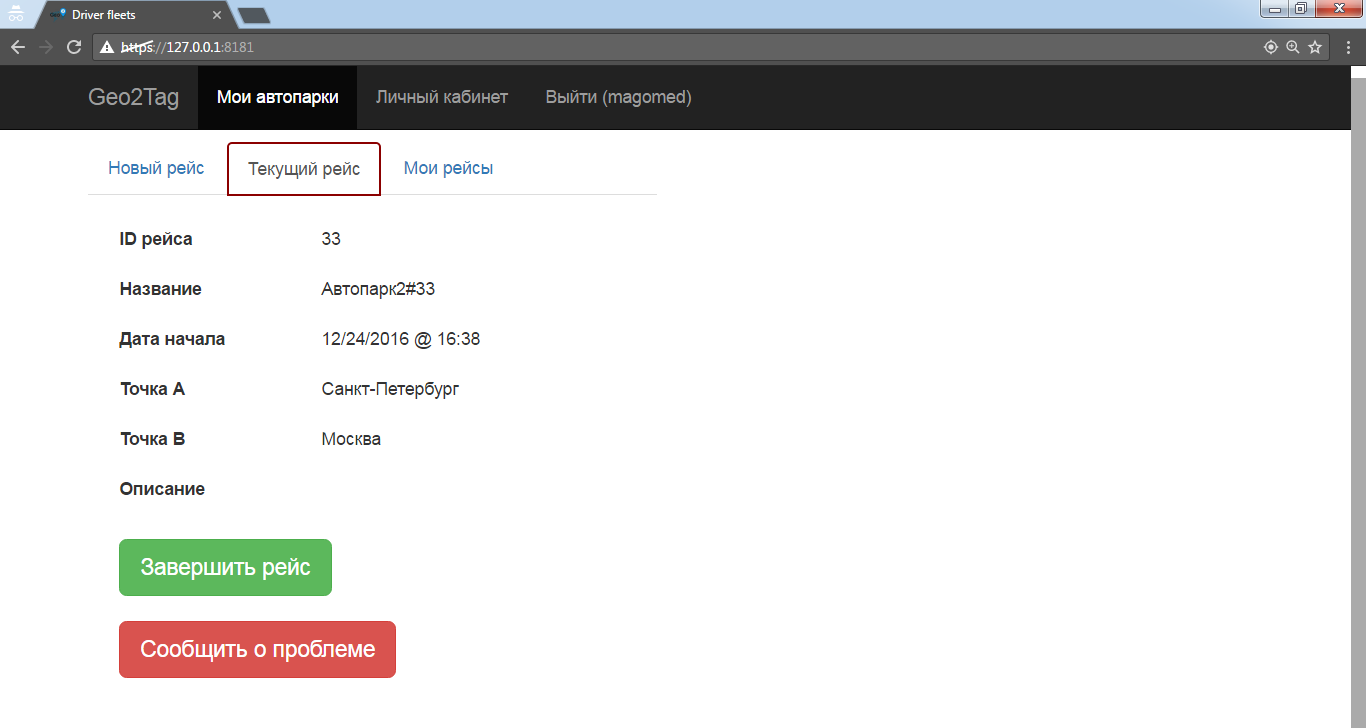 Driver fleets
https://127.0.0.1:8181
Geo2Tag Мои автопарки Личный кабинет Выйти (magomed)
Новый рейс Текущий рейс Мои рейсы
ID рейса 33
Название Автопарк2#33
Дата начала 12/24/2016 @ 16:38
Точка A Санкт-Петербург
Точка B Москва
Описание
Завершить рейс
Сообщить о проблеме